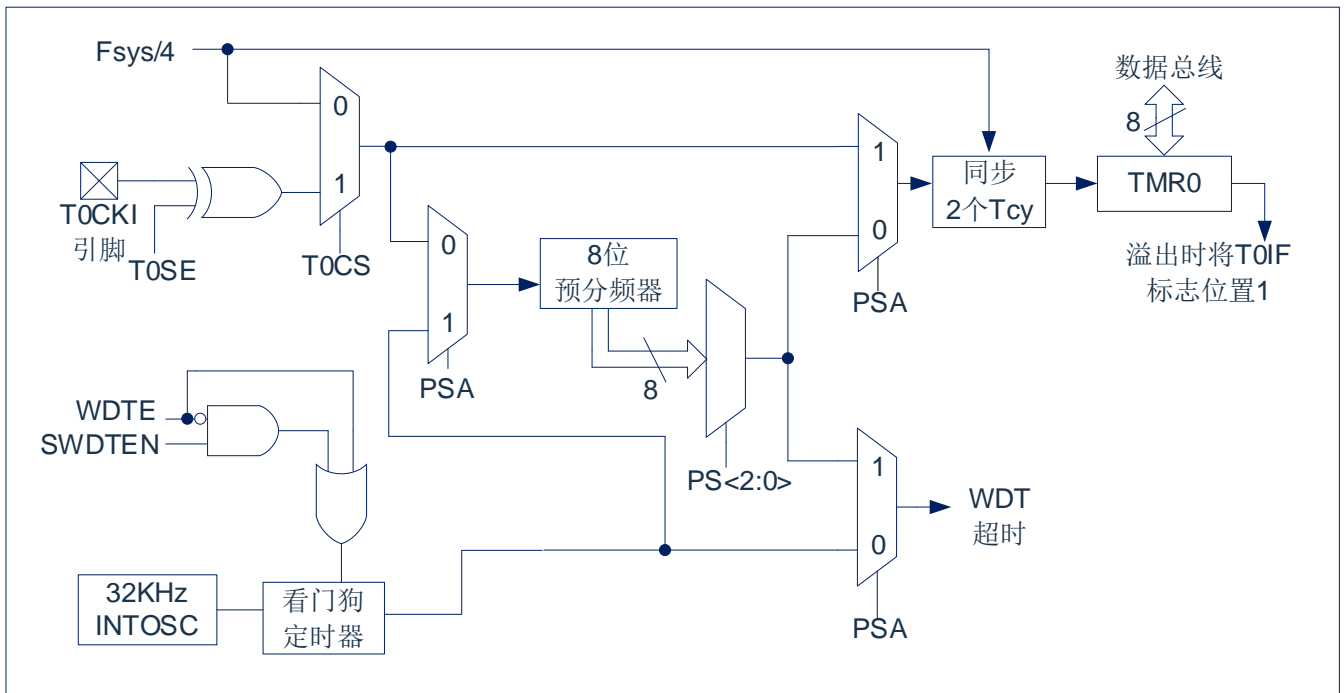 Fsys/4
数据总线
8
0
1
T0CKI
引脚
T0SE
T0CS
0
1
PSA
8位
预分频器
8
PS<2:0>
1
0
PSA
同步
2个Tcy
TMR0
溢出时将T0IF
标志位置1
WDTE
SWDTEN
32KHz
INTOSC
看门狗
定时器
1
0
PSA
WDT
超时